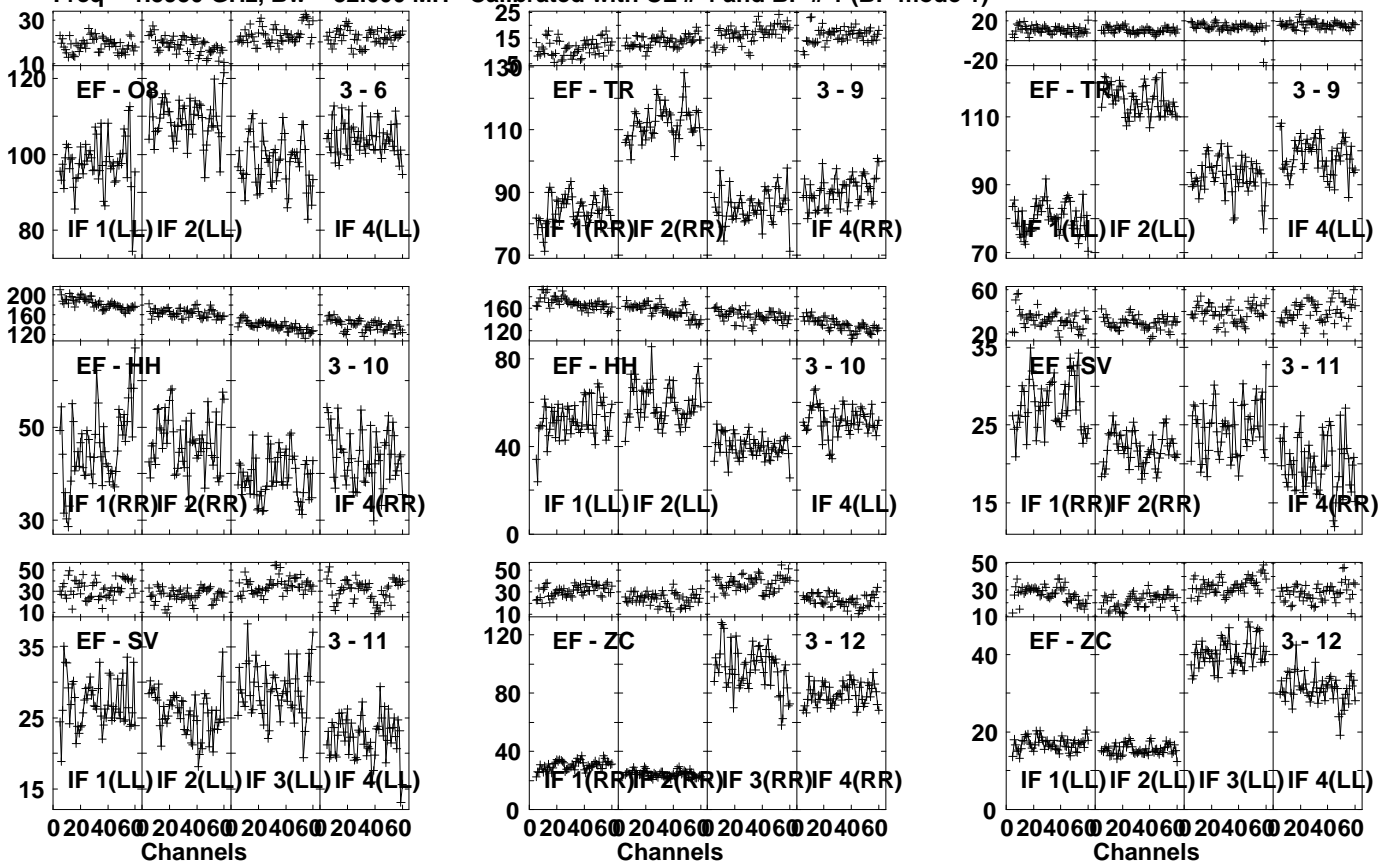 30
10
120
EF - O8
3 - 6
100
80
IF 1(LL)
IF 2(LL)
IF 4(LL)
25
15
5
130
EF - TR
3 - 9
110
90
70
IF 1(RR)
IF 2(RR)
IF 4(RR)
20
-20
EF - TR
3 - 9
110
90
70
IF 1(LL)
IF 2(LL)
IF 4(LL)
200
160
120
EF - HH
3 - 10
50
30
IF 1(RR)
IF 2(RR)
IF 4(RR)
160
120
80
EF - HH
3 - 10
40
0
IF 1(LL)
IF 2(LL)
IF 4(LL)
60
20
35
EF - SV
3 - 11
25
15
IF 1(RR)
IF 2(RR)
IF 4(RR)
50
30
10
35
EF - SV
3 - 11
25
15
IF 1(LL)
IF 2(LL)
IF 3(LL)
IF 4(LL)
0 204060 204060 204060 204060
Channels
50
30
10
120
EF - ZC
3 - 12
80
40
0
IF 1(RR)
IF 2(RR)
IF 3(RR)
IF 4(RR)
0 204060 204060 204060 204060
Channels
50
30
10
EF - ZC
3 - 12
40
20
0
IF 1(LL)
IF 2(LL)
IF 3(LL)
IF 4(LL)
0 204060 204060 204060 204060
Channels